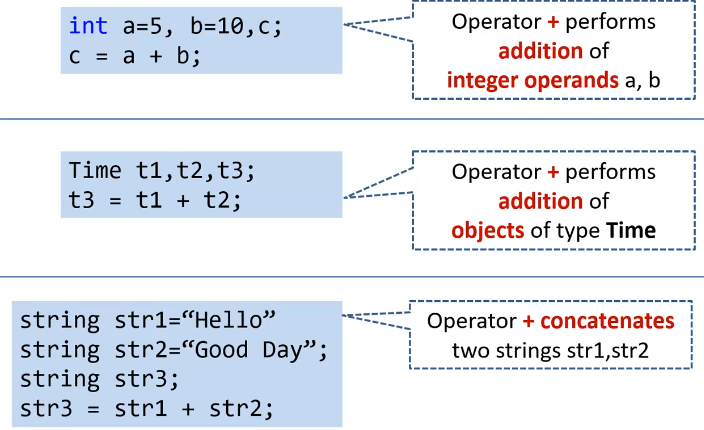 int a=5, b=10,c;
c = a + b;
Operator + performs
addition of
integer operands a, b
Time t1,t2,t3;
t3 = t1 + t2;
Operator + performs
addition of
objects of type Time
string str1=“Hello”
string str2=“Good Day”;
string str3;
str3 = str1 + str2;
Operator + concatenates
two strings str1,str2